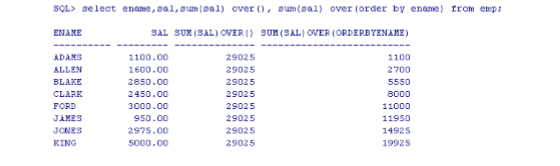 SQL> select ename,sal,sum(sal) over(), sum(sal) over(order by ename) from emp;
ENAME SAL SUM(SAL)OVER() SUM(SAL)OVER(ORDERBYENAME)
---------- --------- -------------- --------------------------
ADAMS 1100.00 29025 1100
ALLEN 1600.00 29025 2700
BLAKE 2850.00 29025 5550
CLARK 2450.00 29025 8000
FORD 3000.00 29025 11000
JAMES 950.00 29025 11950
JONES 2975.00 29025 14925
KING 5000.00 29025 19925